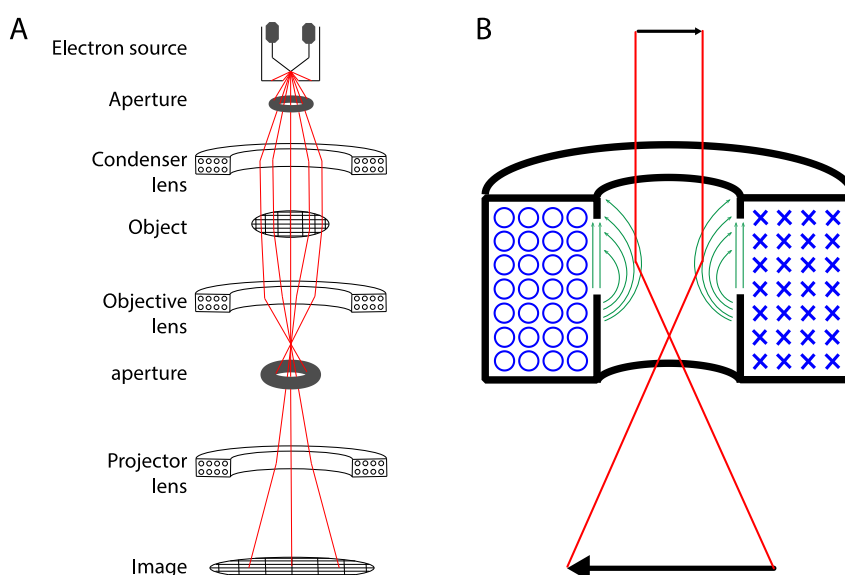 A
Electron source
Aperture
Condenser
lens
Object
Objective
lens
aperture
Projector
lens
Image
B